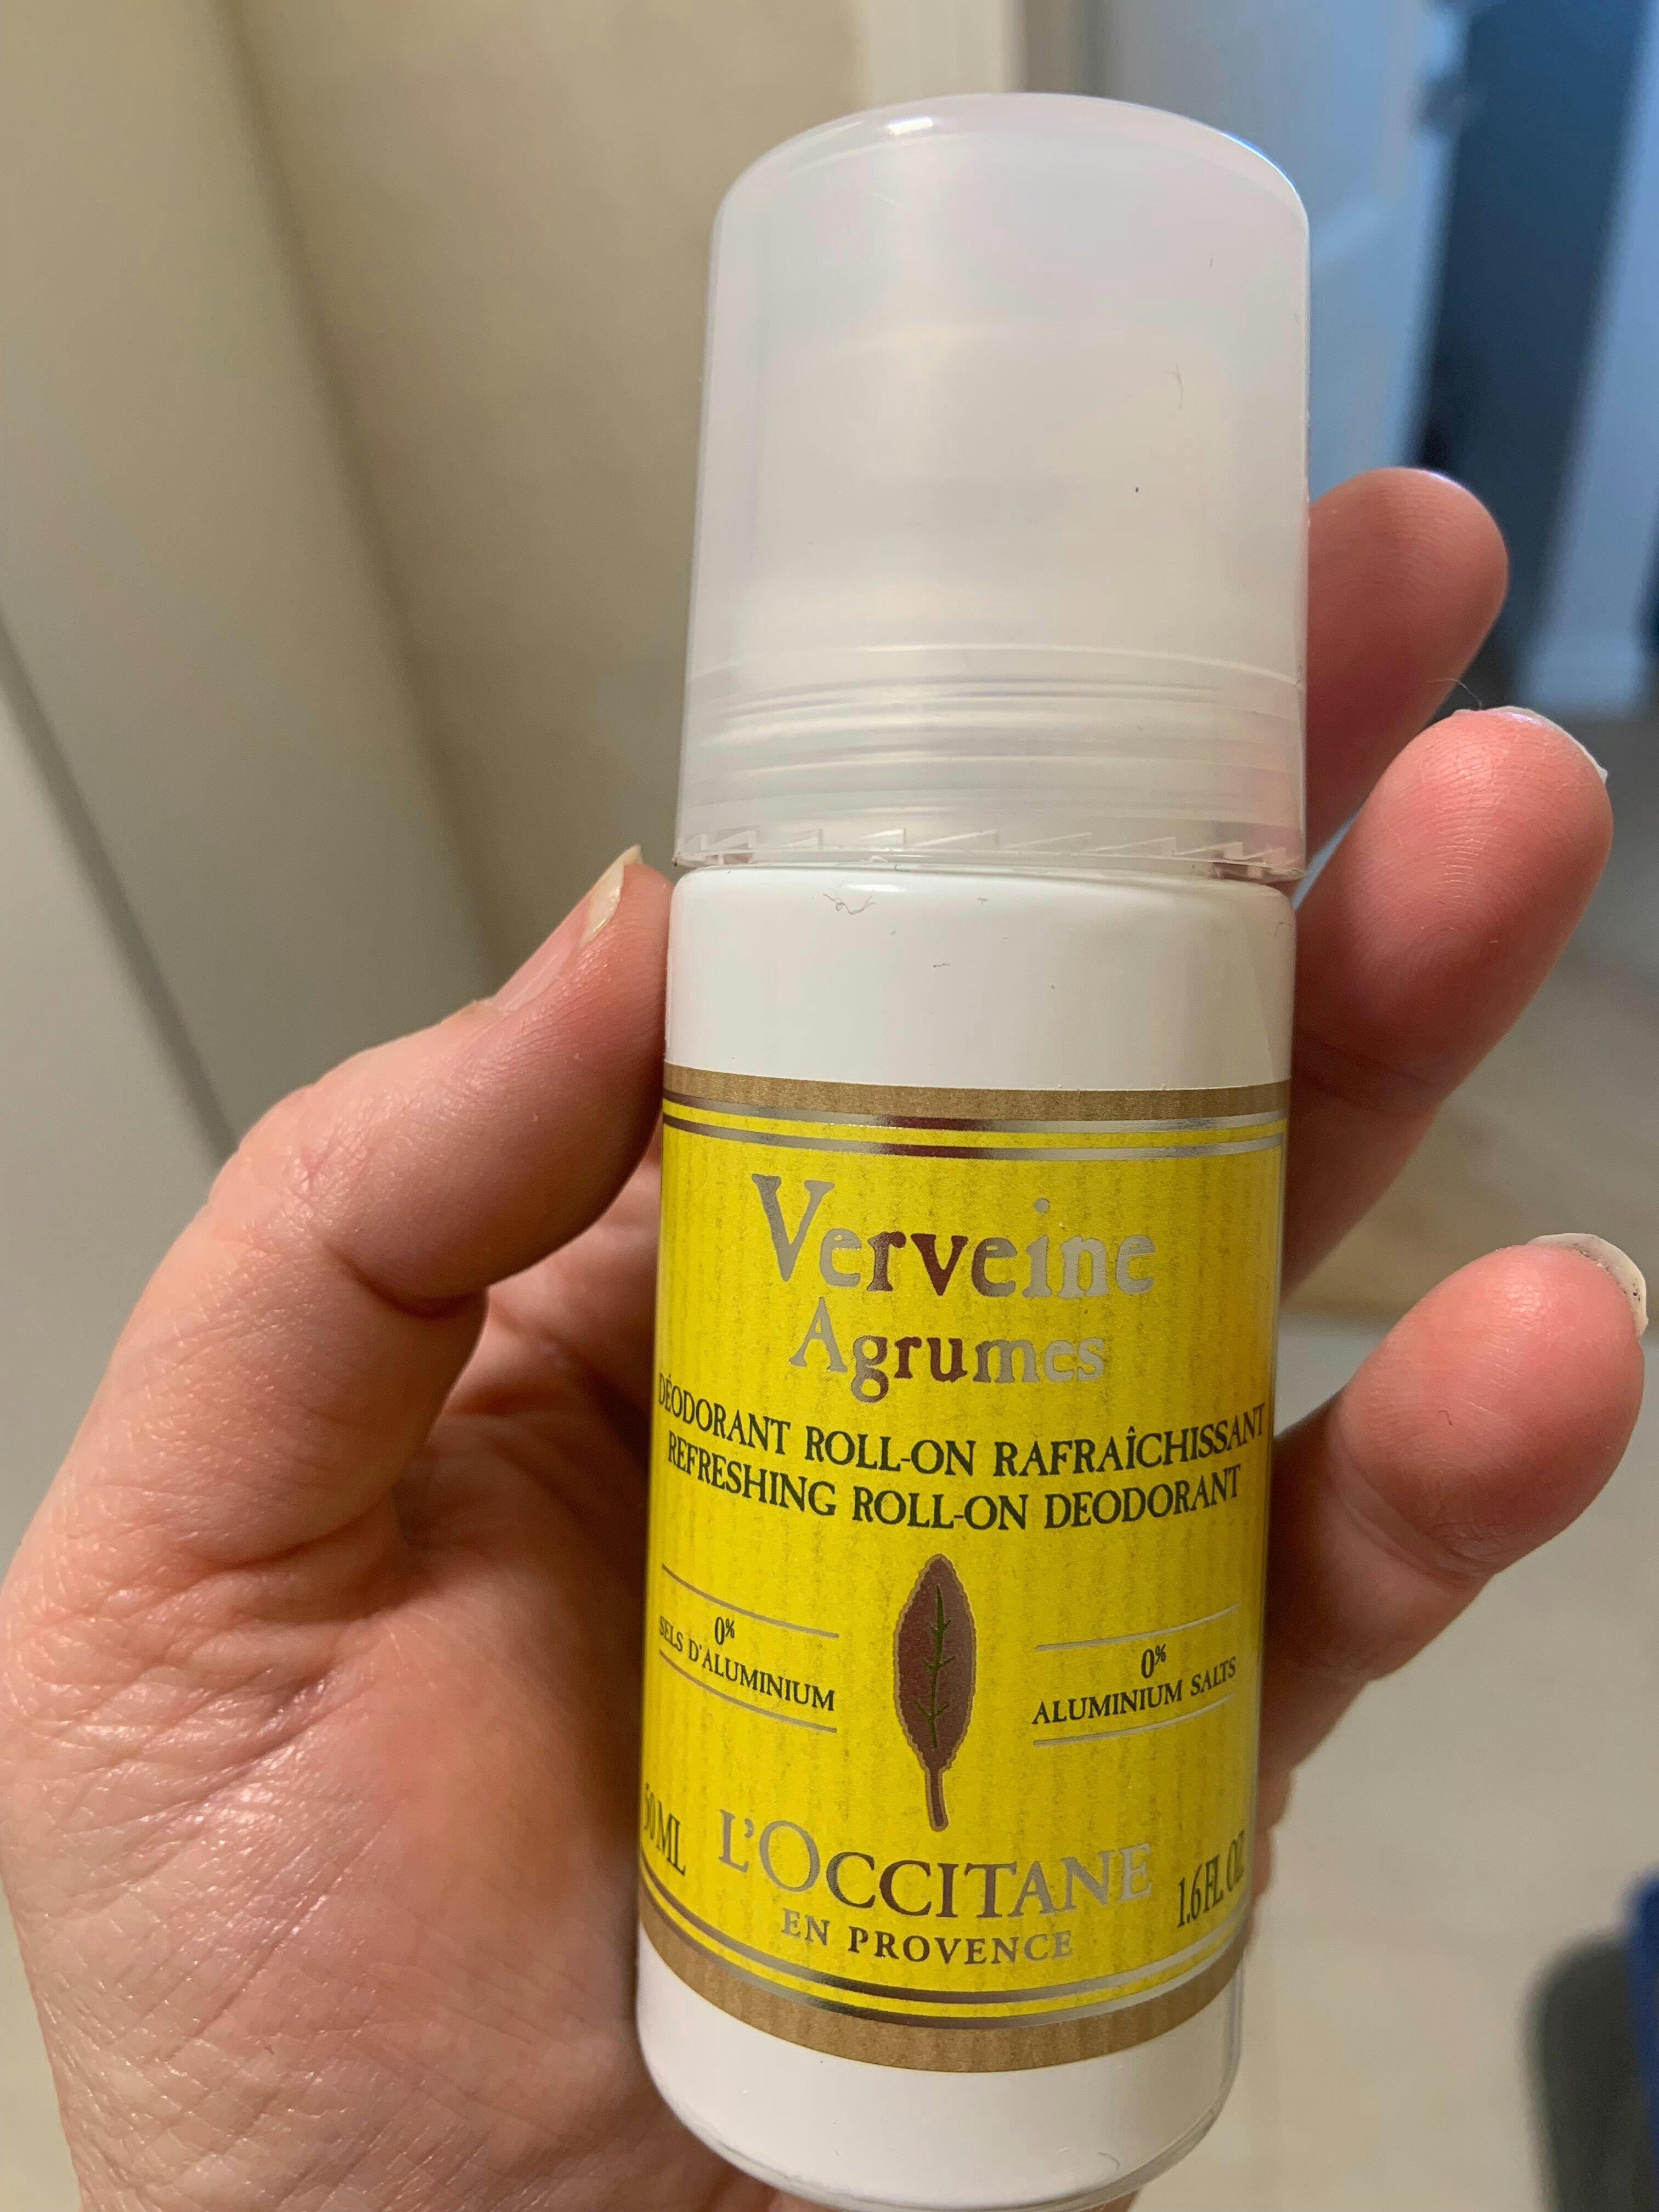 Verveine
Agrumes
DÉODORANT ROLL-ON RAFRAÎCHISSANT
REFRESHING ROLL-ON DEODORANT
0%
SELS D'ALUMINIUM
0%
ALUMINIUM SALTS
50 ML
L'OCCITANE
EN PROVENCE
1.6 FL. OZ.